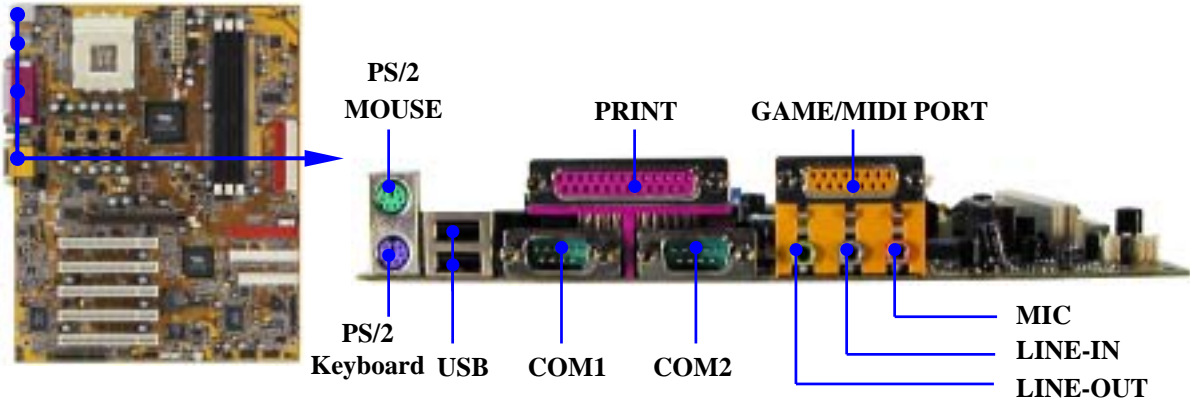 PS/2
MOUSE
PRINT
GAME/MIDI PORT
PS/2
Keyboard
USB
COM1
COM2
MIC
LINE-IN
LINE-OUT